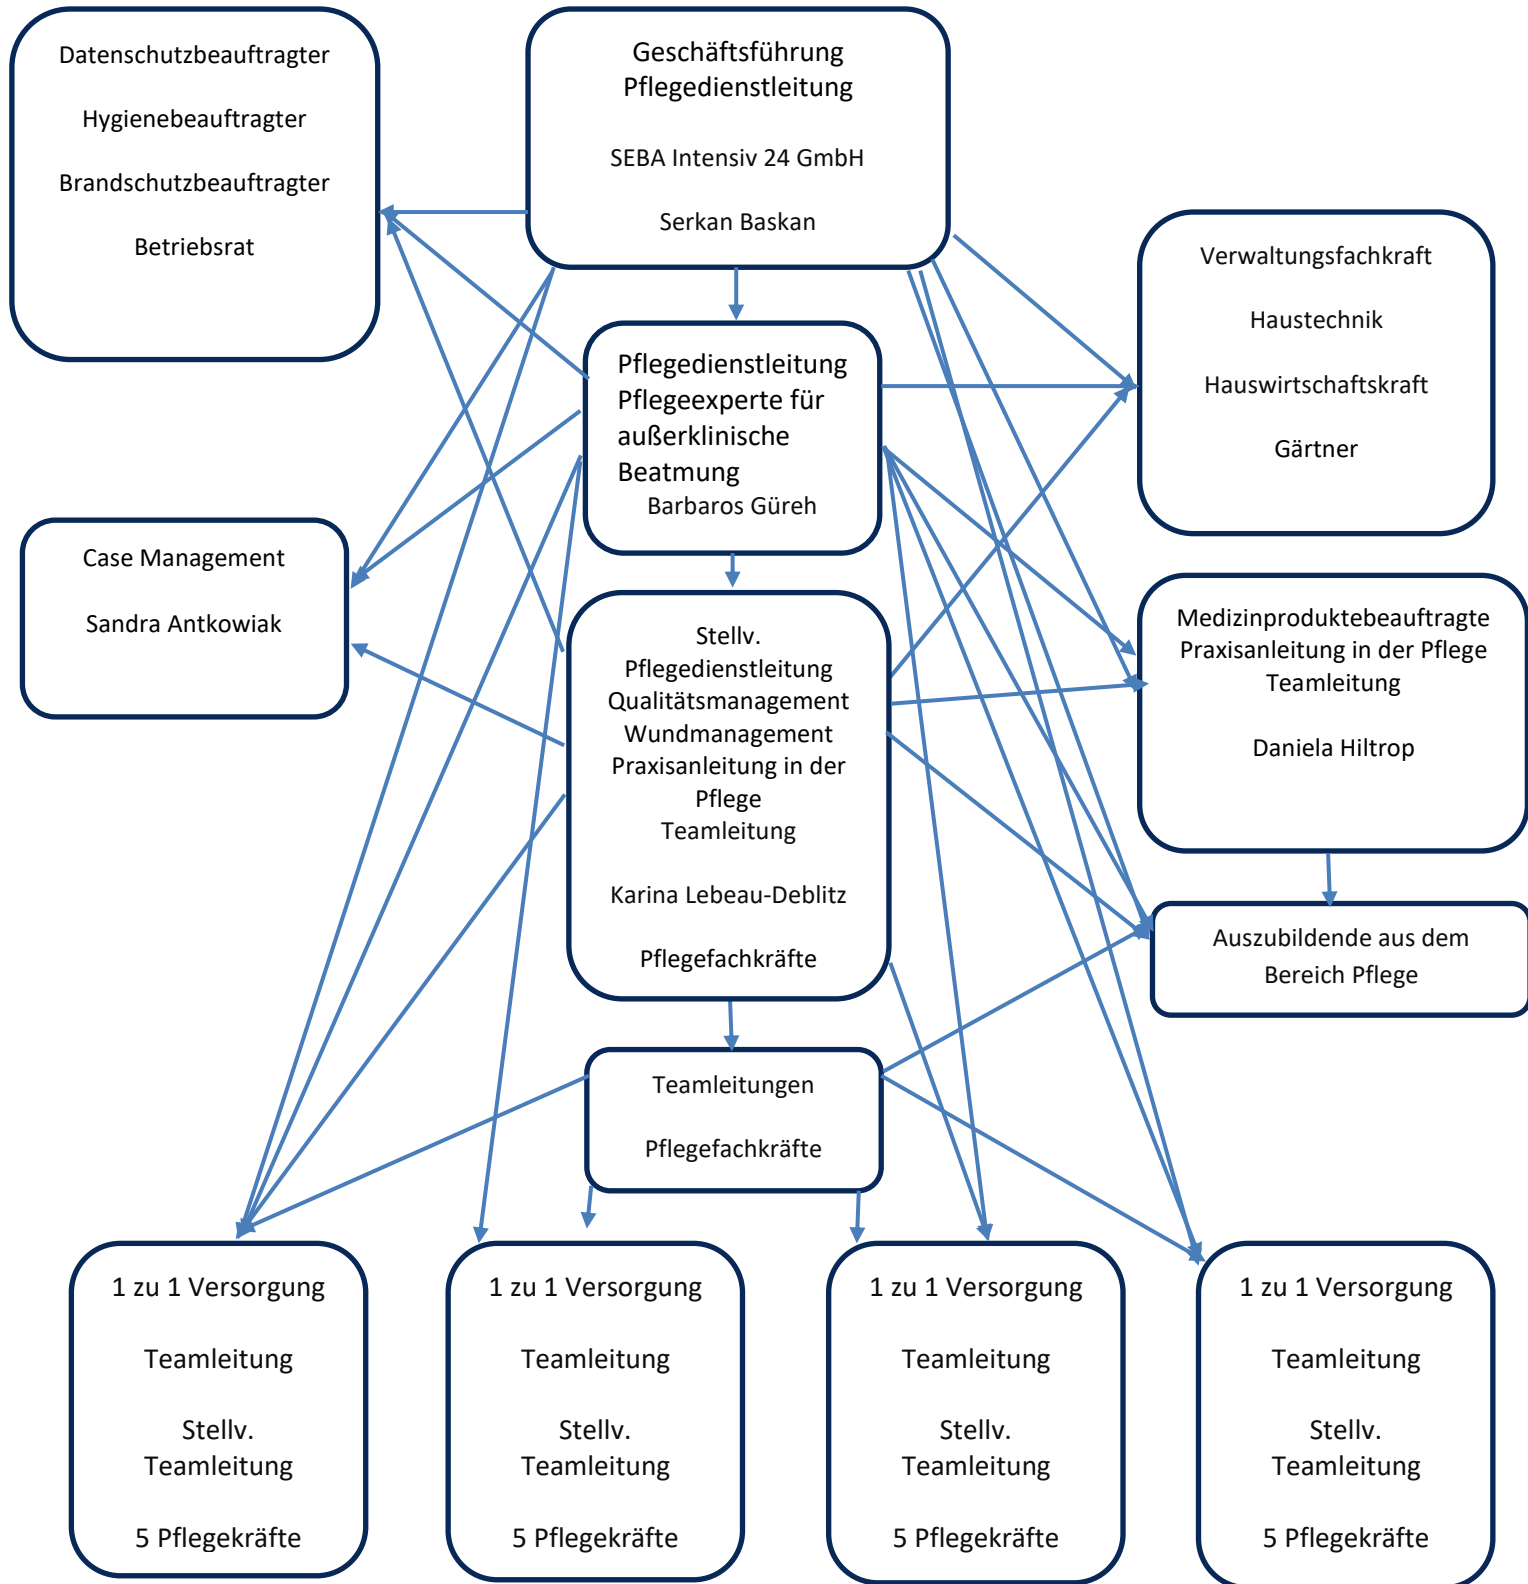 Datenschutzbeauftragter
Hygienebeauftragter
Brandschutzbeauftragter
Betriebsrat
Geschäftsführung
Pflegedienstleitung
SEBA Intensiv 24 GmbH
Serkan Baskan
Verwaltungsfachkraft
Haustechnik
Hauswirtschaftskraft
Gärtner
Pflegedienstleitung
Pflegeexperte für
außerklinische
Beatmung
Barbaros Güreh
Case Management
Sandra Antkowiak
Stellv.
Pflegedienstleitung
Qualitätsmanagement
Wundmanagement
Praxisanleitung in der
Pflege
Teamleitung
Karina Lebeau-Deblitz
Pflegefachkräfte
Medizinproduktebeauftragte
Praxisanleitung in der Pflege
Teamleitung
Daniela Hiltrop
Auszubildende aus dem
Bereich Pflege
Teamleitungen
Pflegefachkräfte
1 zu 1 Versorgung
Teamleitung
Stellv.
Teamleitung
5 Pflegekräfte
1 zu 1 Versorgung
Teamleitung
Stellv.
Teamleitung
5 Pflegekräfte
1 zu 1 Versorgung
Teamleitung
Stellv.
Teamleitung
5 Pflegekräfte
1 zu 1 Versorgung
Teamleitung
Stellv.
Teamleitung
5 Pflegekräfte